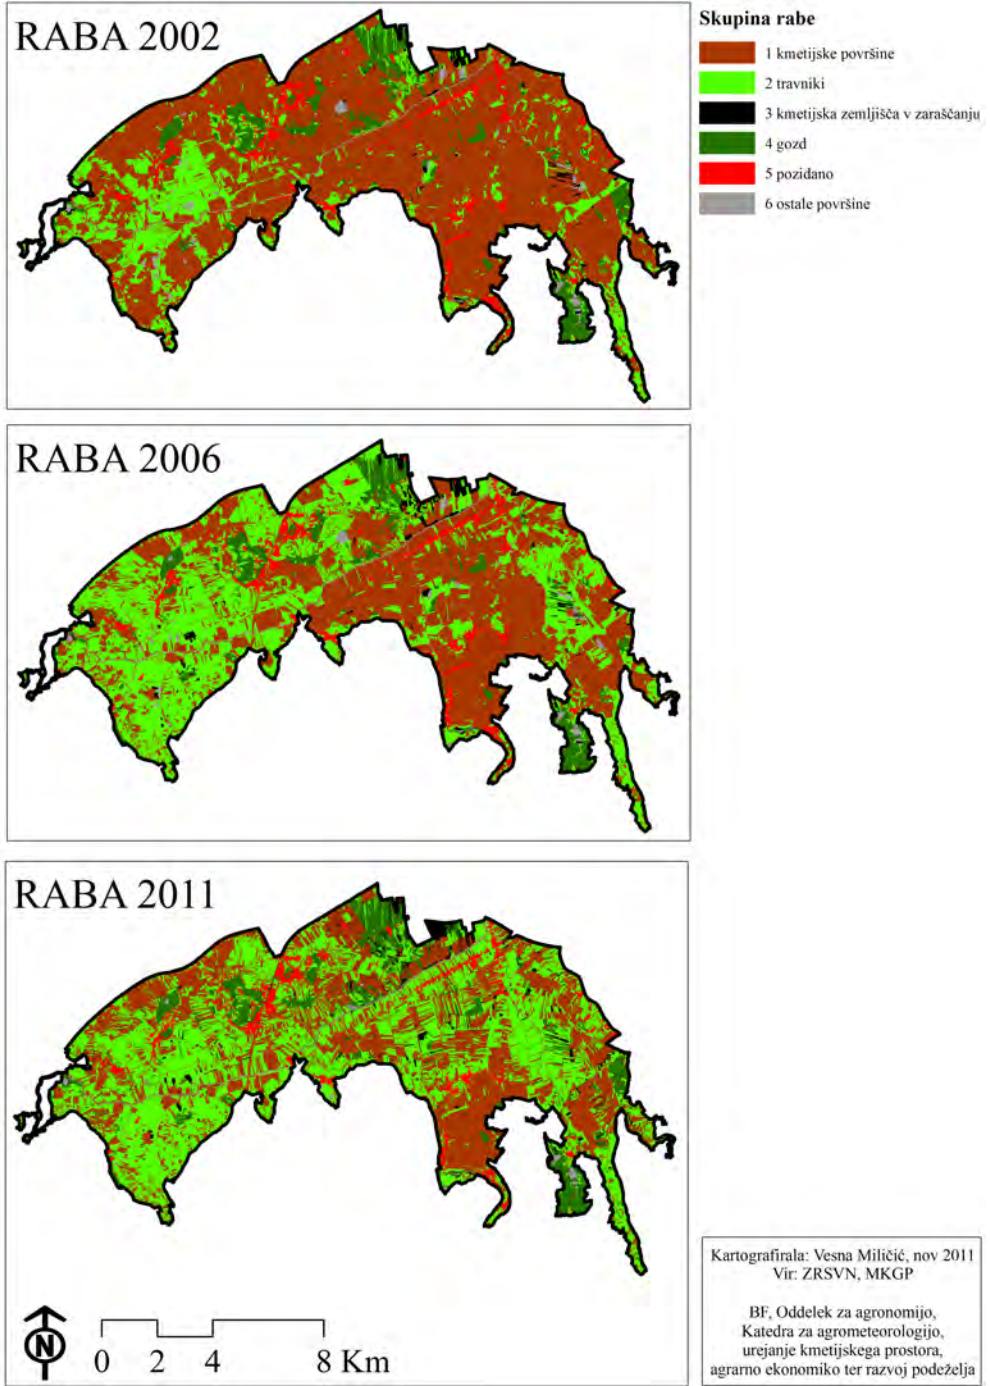 RABA 2002
Skupina rabe
1 kmetijske površine
2 travniki
3 kmetijska zemljišča v zaraščanju
4 gozd
5 pozidano
6 ostale površine
RABA 2006
RABA 2011
N
0 2 4 8 Km
Kartografirala: Vesna Miličić, nov 2011
Vir: ZRSVN, MKGP
BF, Oddelek za agronomijo,
Katedra za agrometeorologijo,
urejanje kmetijskega prostora,
agrarno ekonomiko ter razvoj podeželja